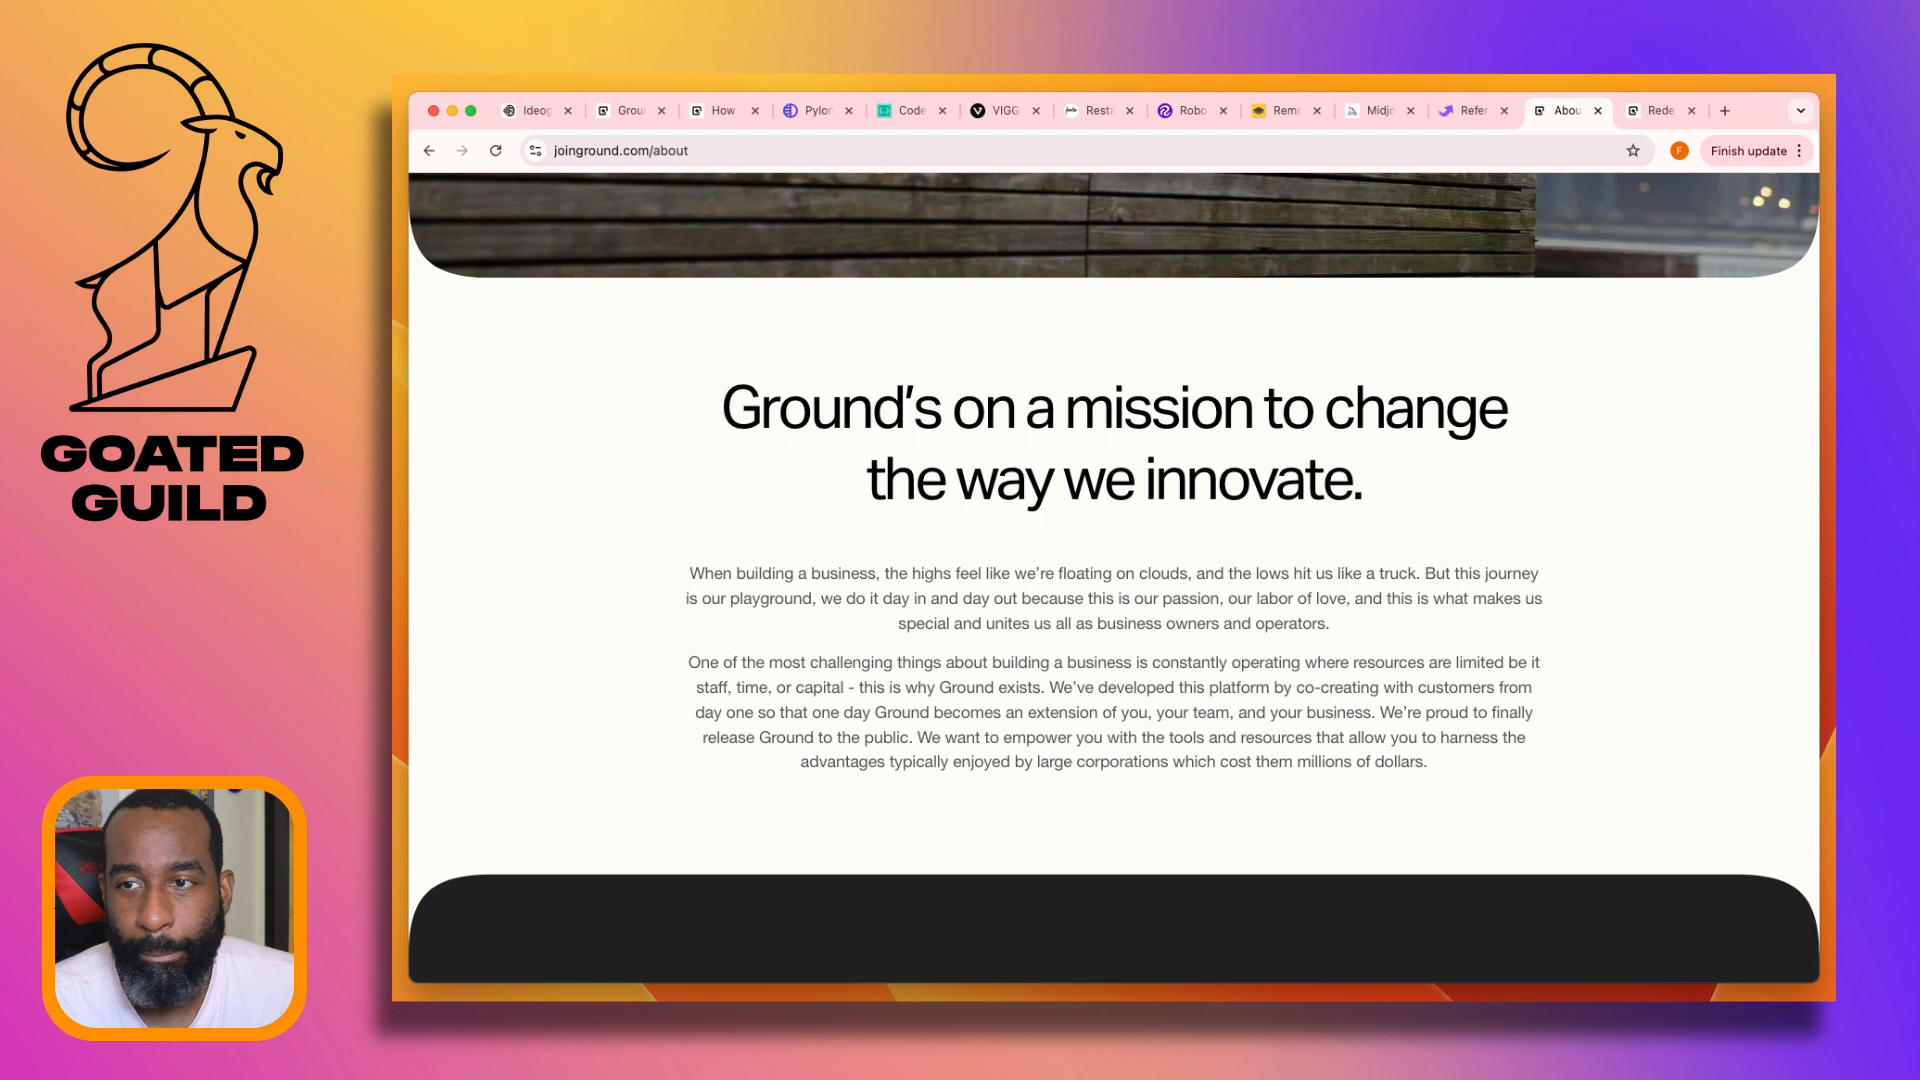 GOATED
GUILD
Ideog
Grou
How
Pylon
Code
VIGG
Resta
Robo
Remo
Midjo
Refer
Abou
Rede
joinground.com/about
F
Finish update
Ground's on a mission to change
the way we innovate.
When building a business, the highs feel like we're floating on clouds, and the lows hit us like a truck. But this journey
is our playground, we do it day in and day out because this is our passion, our labor of love, and this is what makes us
special and unites us all as business owners and operators.
One of the most challenging things about building a business is constantly operating where resources are limited be it
staff, time, or capital - this is why Ground exists. We've developed this platform by co-creating with customers from
day one so that one day Ground becomes an extension of you, your team, and your business. We're proud to finally
release Ground to the public. We want to empower you with the tools and resources that allow you to harness the
advantages typically enjoyed by large corporations which cost them millions of dollars.